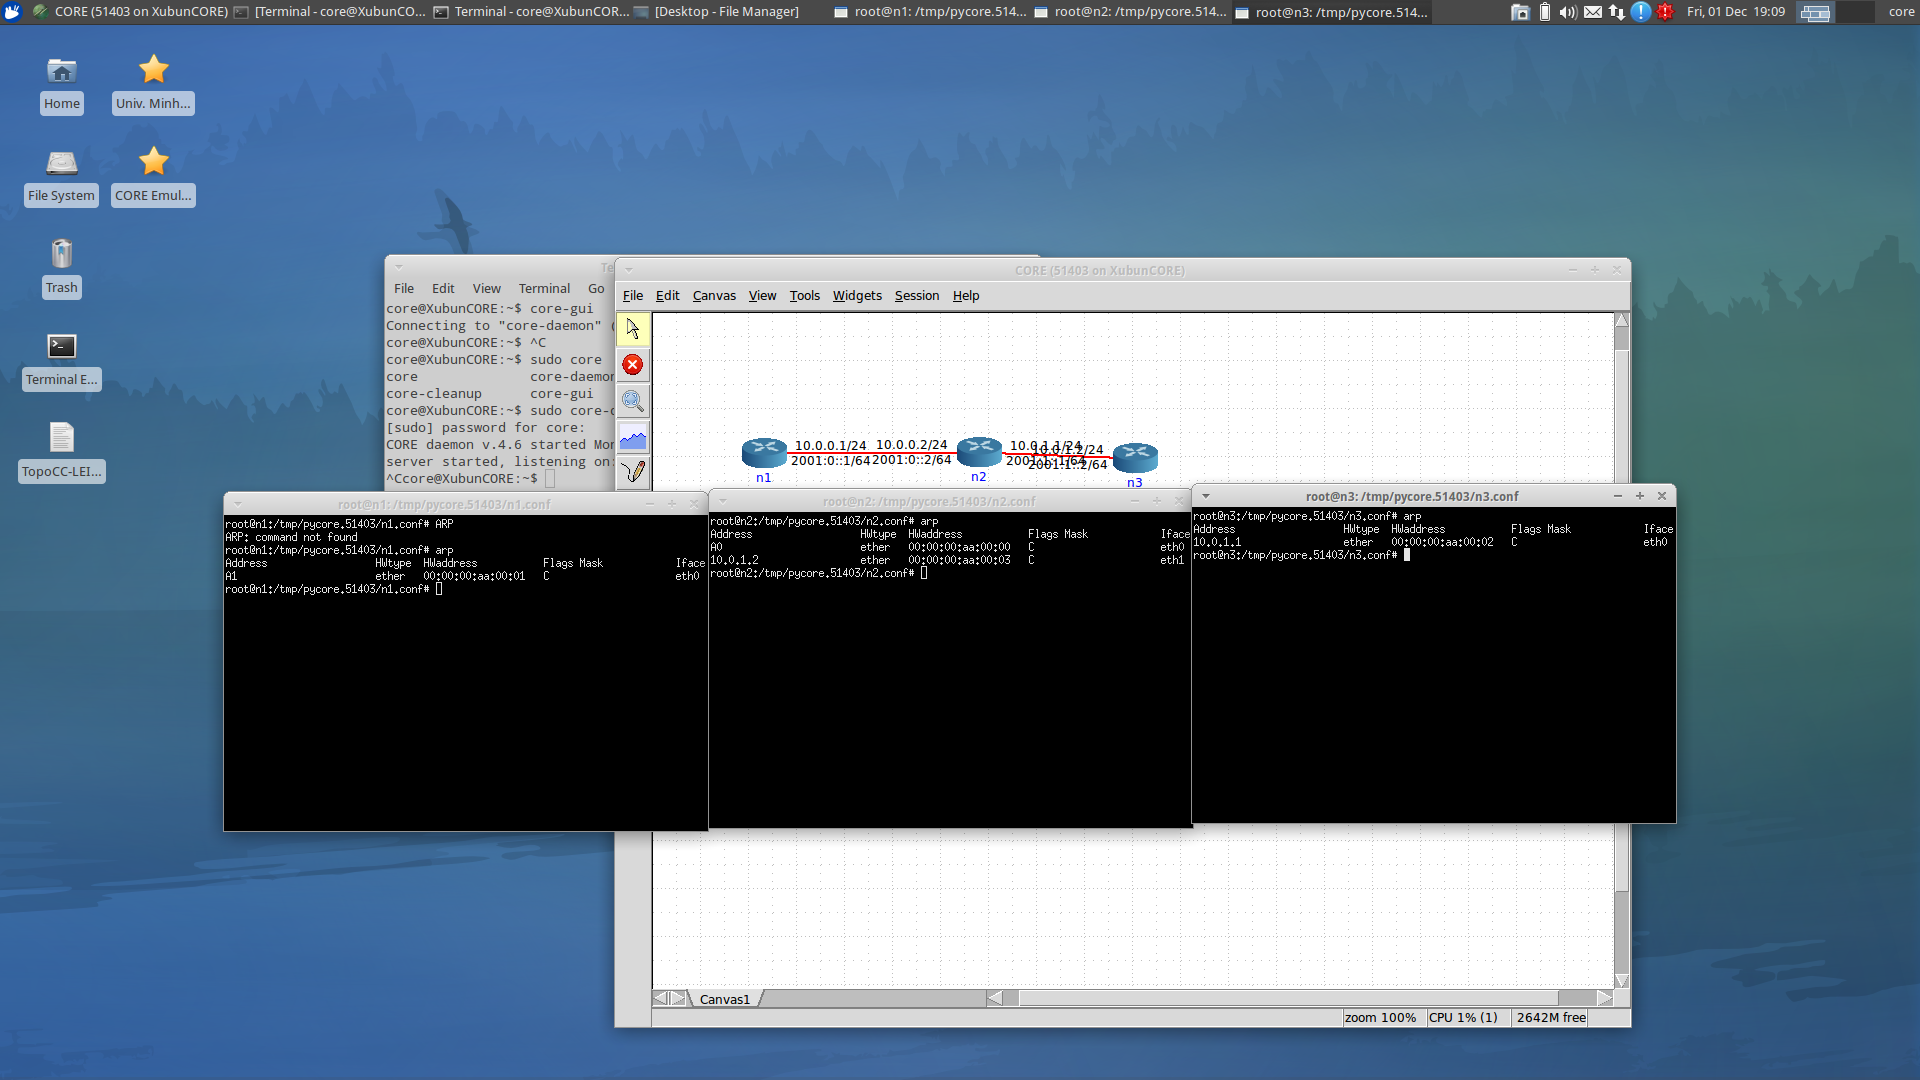 CORE (51403 on XubunCORE)
[Terminal - core@XubunCO...
Terminal - core@XubunCOR...
[Desktop - File Manager]
root@n1: /tmp/pycore.514...
root@n2: /tmp/pycore.514...
root@n3: /tmp/pycore.514...
Fri, 01 Dec 19:09
core
Home
Univ. Minh...
File System
CORE Emul...
Trash
Terminal E...
TopoCC-LEI...
Te
File Edit View Terminal Go
core@XubunCORE:~$ core-gui
Connecting to "core-daemon" (
core@XubunCORE:~$ ^C
core@XubunCORE:~$ sudo core
core core-daemon
core-cleanup core-gui
core@XubunCORE:~$ sudo core-
[sudo] password for core:
CORE daemon v.4.6 started Mon
server started, listening on:
^Ccore@XubunCORE:~$
CORE (51403 on XubunCORE)
File Edit Canvas View Tools Widgets Session Help
10.0.0.1/24 10.0.0.2/24 10.0.1.1/24 10.0.1.2/24
2001:0::1/64 2001:0::2/64 2001:1::1/64 2001:1::2/64
n1 n2 n3
root@n1: /tmp/pycore.51403/n1.conf
root@n1:/tmp/pycore.51403/n1.conf# ARP
ARP: command not found
root@n1:/tmp/pycore.51403/n1.conf# arp
Address HWtype HWaddress Flags Mask Iface
A1 ether 00:00:00:aa:00:01 C eth0
root@n1:/tmp/pycore.51403/n1.conf#
root@n2: /tmp/pycore.51403/n2.conf
root@n2:/tmp/pycore.51403/n2.conf# arp
Address HWtype HWaddress Flags Mask Iface
A0 ether 00:00:00:aa:00:00 C eth0
10.0.1.2 ether 00:00:00:aa:00:03 C eth1
root@n2:/tmp/pycore.51403/n2.conf#
root@n3: /tmp/pycore.51403/n3.conf
root@n3:/tmp/pycore.51403/n3.conf# arp
Address HWtype HWaddress Flags Mask Iface
10.0.1.1 ether 00:00:00:aa:00:02 C eth0
root@n3:/tmp/pycore.51403/n3.conf#
Canvas1
zoom 100% CPU 1% (1) 2642M free